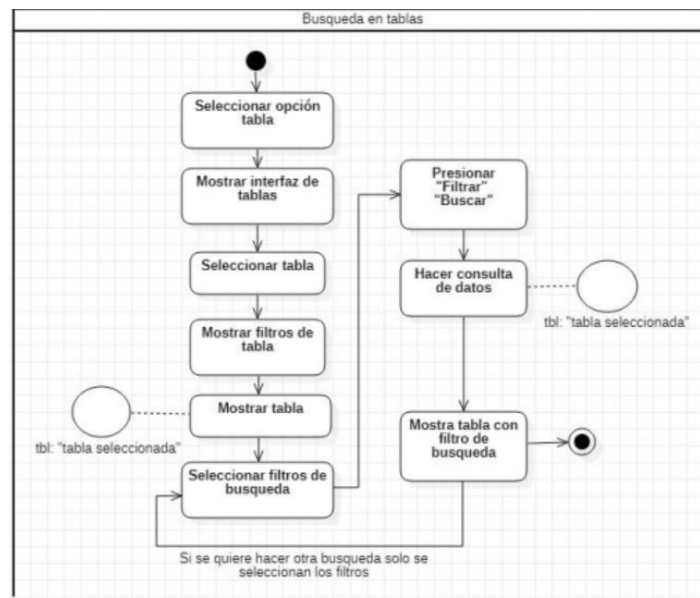 Busqueda en tablas
Seleccionar opción
tabla
Mostrar interfaz de
tablas
Seleccionar tabla
Mostrar filtros de
tabla
Mostrar tabla
tbl: "tabla seleccionada"
Seleccionar filtros de
busqueda
Presionar
"Filtrar"
"Buscar"
Hacer consulta
de datos
tbl: "tabla seleccionada"
Mostra tabla con
filtro de
busqueda
Si se quiere hacer otra busqueda solo se
seleccionan los filtros